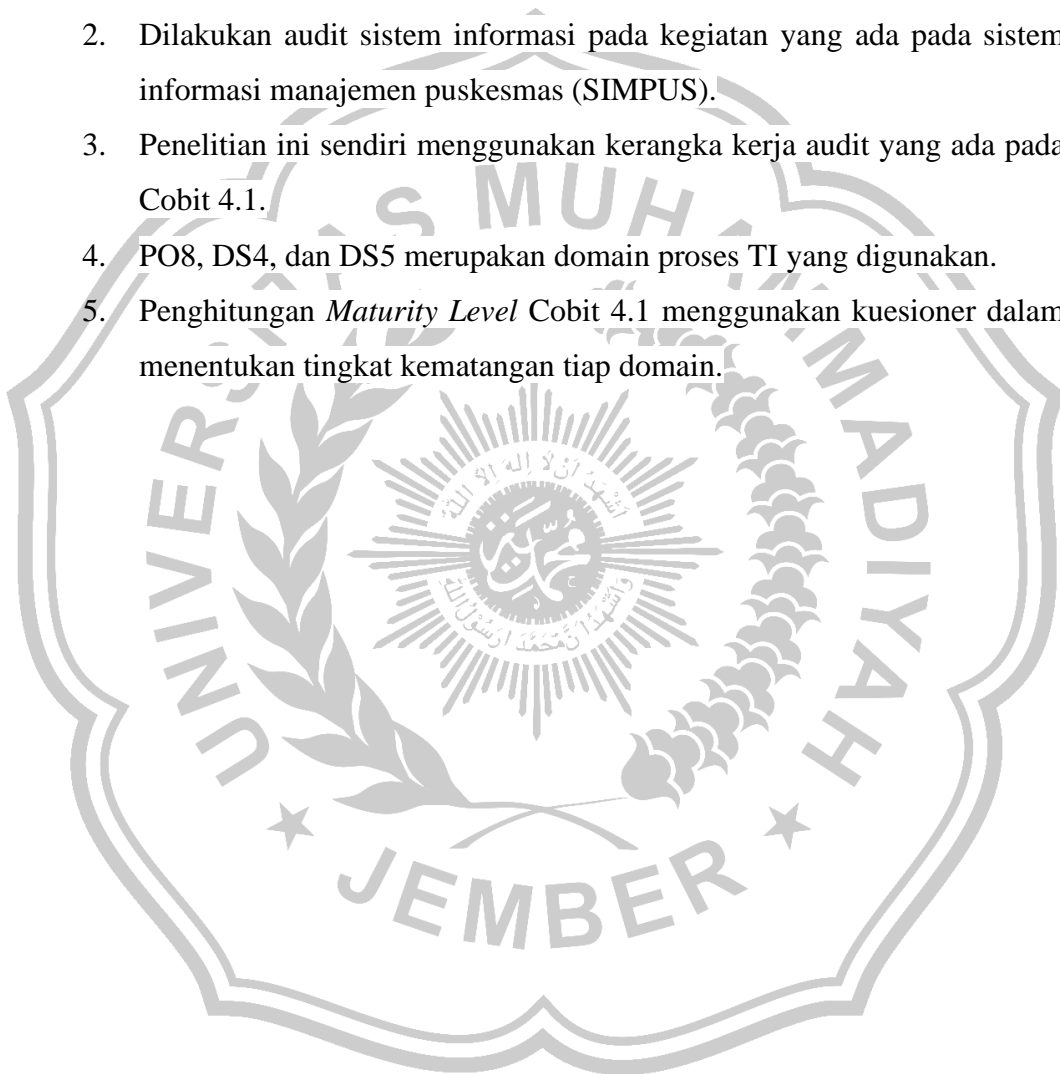 2. Dilakukan audit sistem informasi pada kegiatan yang ada pada sistem
informasi manajemen puskesmas (SIMPUS).
3. Penelitian ini sendiri menggunakan kerangka kerja audit yang ada pada
Cobit 4.1.
4. PO8, DS4, dan DS5 merupakan domain proses TI yang digunakan.
5. Penghitungan Maturity Level Cobit 4.1 menggunakan kuesioner dalam
menentukan tingkat kematangan tiap domain.
UNIVERSITAS MUHAMMADIYAH
JEMBER